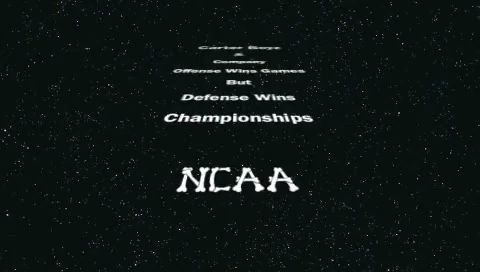 Carter Boyz
&
Company
Offense Wins Games
But
Defense Wins
Championships
NCAA